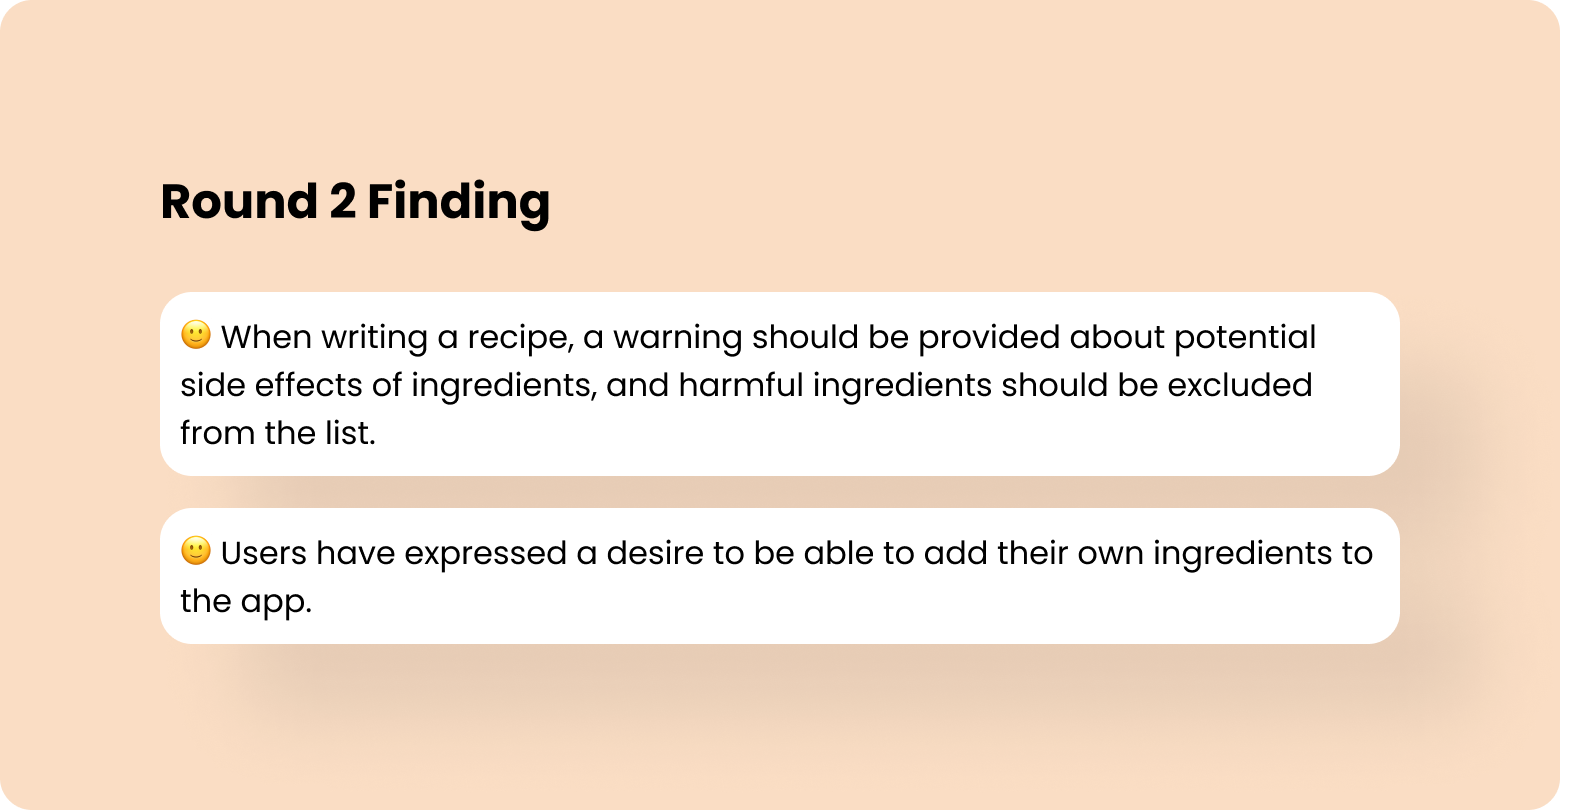 Round 2 Finding
🙂 When writing a recipe, a warning should be provided about potential
side effects of ingredients, and harmful ingredients should be excluded
from the list.
🙂 Users have expressed a desire to be able to add their own ingredients to
the app.